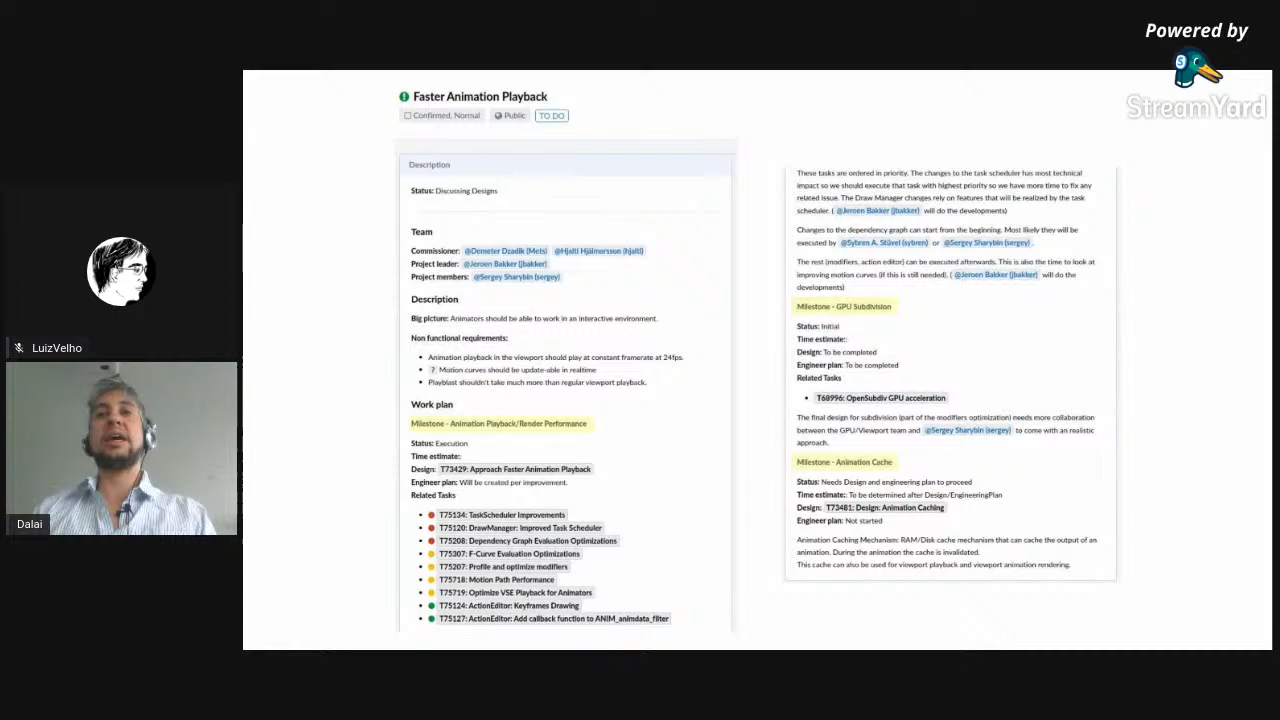 Powered by
StreamYard
Faster Animation Playback
Confirmed, Normal
Public
TO DO
Description
Status: Discussing Designs
Team
Commissioner: @Demeter Dzadik (Mets) @Hjalti Hjálmarsson (hjalti)
Project leader: @Jeroen Bakker (jbakker)
Project members: @Sergey Sharybin (sergey)
Description
Big picture: Animators should be able to work in an interactive environment.
Non functional requirements:
Animation playback in the viewport should play at constant framerate at 24fps.
? Motion curves should be update-able in realtime
Playblast shouldn't take much more than regular viewport playback.
Work plan
Milestone - Animation Playback/Render Performance
Status: Execution
Time estimate:
Design: T73429: Approach Faster Animation Playback
Engineer plan: Will be created per improvement.
Related Tasks
T75134: TaskScheduler Improvements
T75120: DrawManager: Improved Task Scheduler
T75208: Dependency Graph Evaluation Optimizations
T75307: F-Curve Evaluation Optimizations
T75207: Profile and optimize modifiers
T75718: Motion Path Performance
T75719: Optimize VSE Playback for Animators
T75124: ActionEditor: Keyframes Drawing
T75127: ActionEditor: Add callback function to ANIM_animdata_filter
These tasks are ordered in priority. The changes to the task scheduler has most technical
impact so we should execute that task with highest priority so we have more time to fix any
related issue. The Draw Manager changes rely on features that will be realized by the task
scheduler. ( @Jeroen Bakker (jbakker) will do the developments)
Changes to the dependency graph can start from the beginning. Most likely they will be
executed by @Sybren A. Stüvel (sybren) or @Sergey Sharybin (sergey) .
The rest (modifiers, action editor) can be executed afterwards. This is also the time to look at
improving motion curves (if this is still needed). ( @Jeroen Bakker (jbakker) will do the
developments)
Milestone - GPU Subdivision
Status: Initial
Time estimate:
Design: To be completed
Engineer plan: To be completed
Related Tasks
T68996: OpenSubdiv GPU acceleration
The final design for subdivision (part of the modifiers optimization) needs more collaboration
between the GPU/Viewport team and @Sergey Sharybin (sergey) to come with an realistic
approach.
Milestone - Animation Cache
Status: Needs Design and engineering plan to proceed
Time estimate: To be determined after Design/EngineeringPlan
Design: T73481: Design: Animation Caching
Engineer plan: Not started
Animation Caching Mechanism: RAM/Disk cache mechanism that can cache the output of an
animation. During the animation the cache is invalidated.
This cache can also be used for viewport playback and viewport animation rendering.
LuizVelho
Dalai